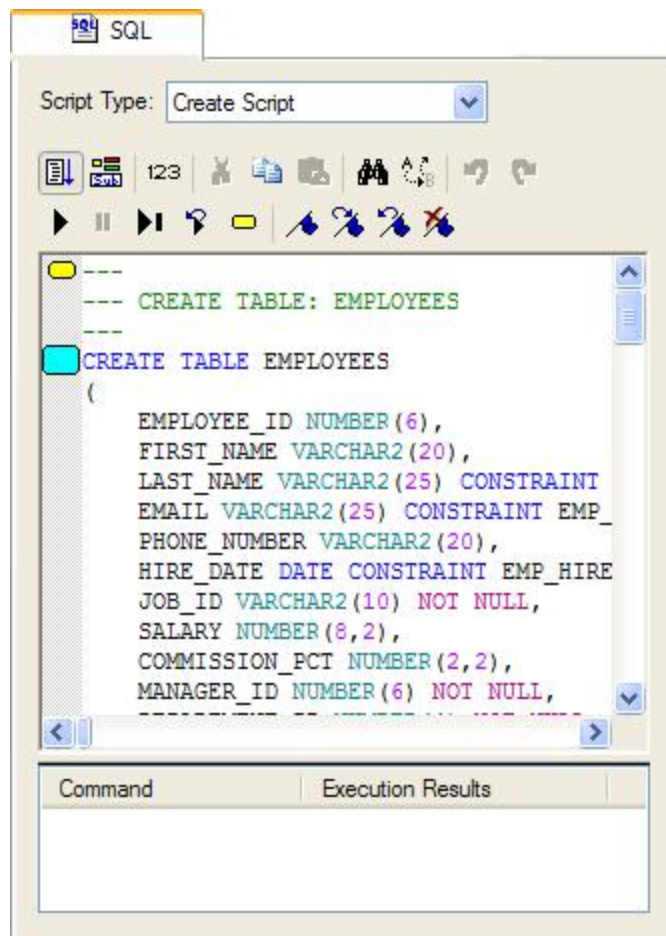 SQL
Script Type: Create Script
Sub 123
---
--- CREATE TABLE: EMPLOYEES
---
CREATE TABLE EMPLOYEES
(
EMPLOYEE_ID NUMBER(6),
FIRST_NAME VARCHAR2(20),
LAST_NAME VARCHAR2(25) CONSTRAINT
EMAIL VARCHAR2(25) CONSTRAINT EMP_
PHONE_NUMBER VARCHAR2(20),
HIRE_DATE DATE CONSTRAINT EMP_HIRE
JOB_ID VARCHAR2(10) NOT NULL,
SALARY NUMBER(8,2),
COMMISSION_PCT NUMBER(2,2),
MANAGER_ID NUMBER(6) NOT NULL,
Command Execution Results